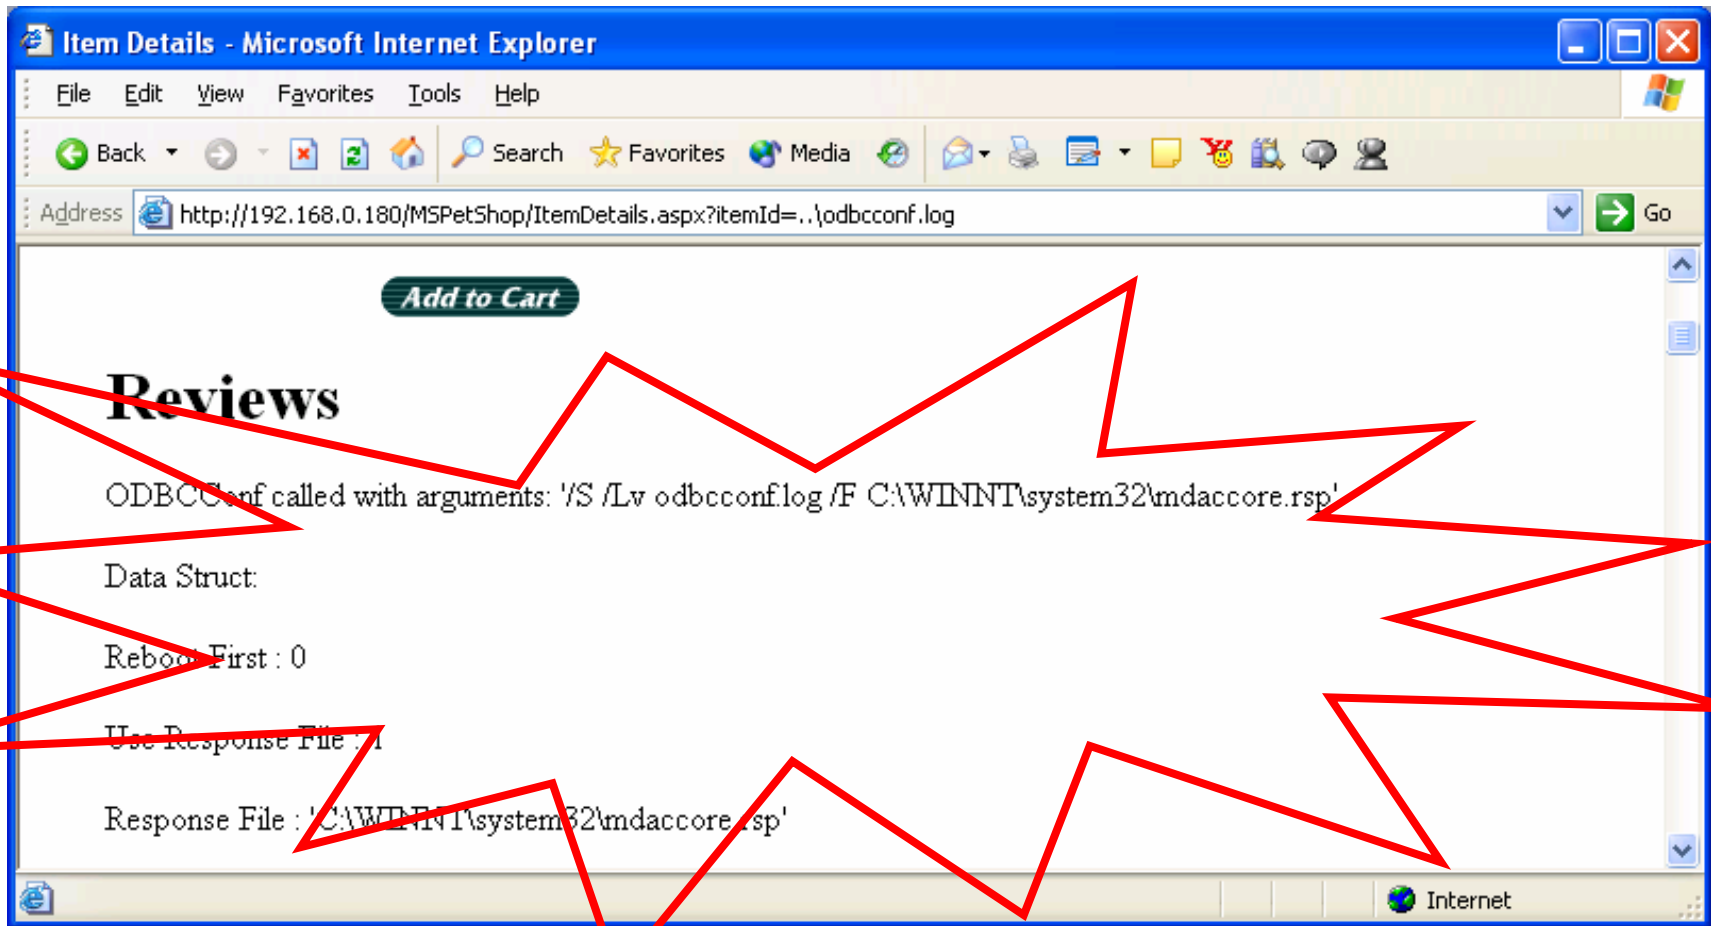 Item Details - Microsoft Internet Explorer
File Edit View Favorites Tools Help
Back Search Favorites Media
Address http://192.168.0.180/MSPetShop/ItemDetails.aspx?itemId=..\odbcconf.log Go
Add to Cart
Reviews
ODBCConf called with arguments: '/S /Lv odbcconf.log /F C:\WINNT\system32\mdaccore.rsp'
Data Struct:
Reboot First : 0
Use Response File : 1
Response File : 'C:\WINNT\system32\mdaccore.rsp'
Internet